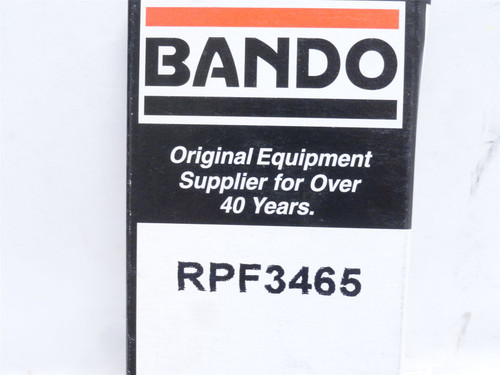 BANDO
Original Equipment
Supplier for Over
40 Years.
RPF3465